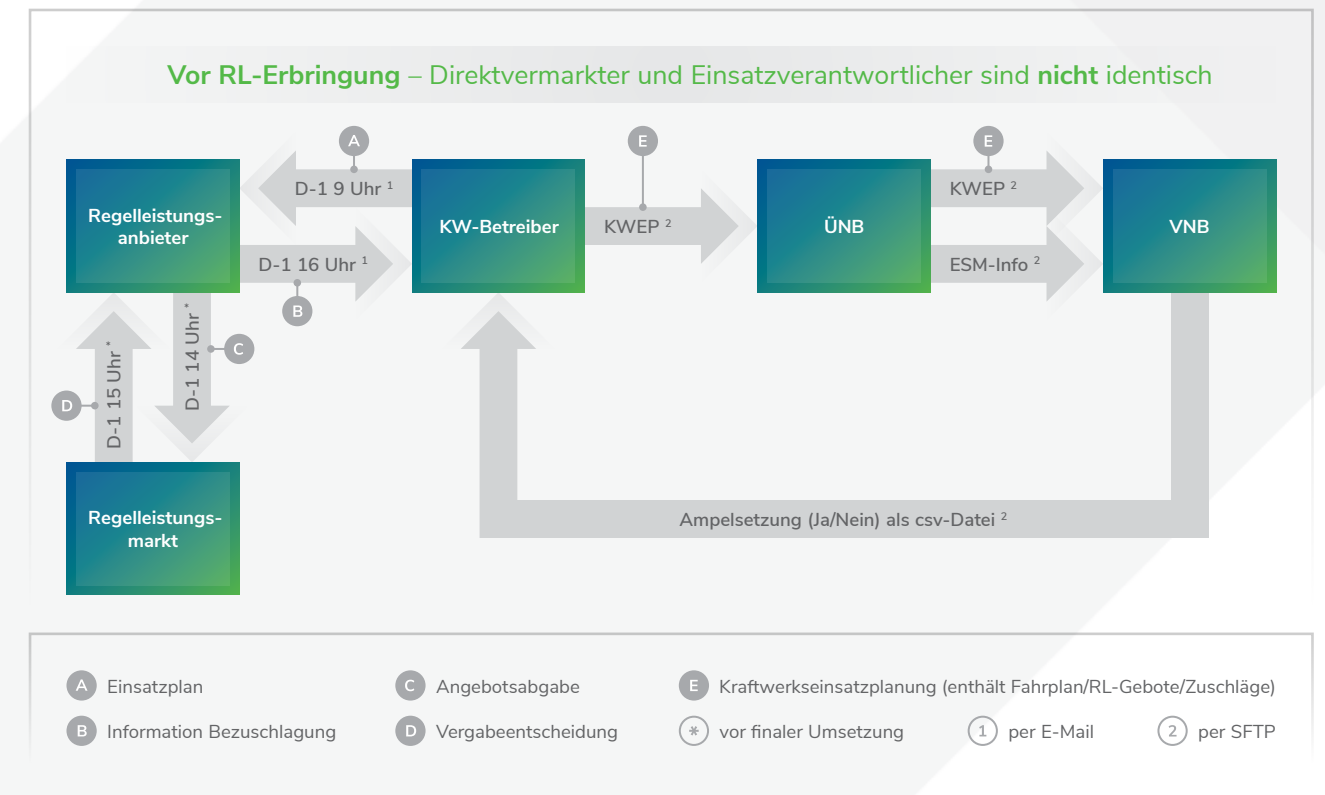 Vor RL-Erbringung – Direktvermarkter und Einsatzverantwortlicher sind nicht identisch
A
E
E
D-1 9 Uhr ¹
KWEP ²
Regelleistungs-
anbieter
KW-Betreiber
KWEP ²
ÜNB
VNB
D-1 16 Uhr ¹
ESM-Info ²
B
D-1 14 Uhr *
C
D-1 15 Uhr *
D
Regelleistungs-
markt
Ampelsetzung (Ja/Nein) als csv-Datei ²
A Einsatzplan
C Angebotsabgabe
E Kraftwerkseinsatzplanung (enthält Fahrplan/RL-Gebote/Zuschläge)
B Information Bezuschlagung
D Vergabeentscheidung
* vor finaler Umsetzung
1 per E-Mail
2 per SFTP